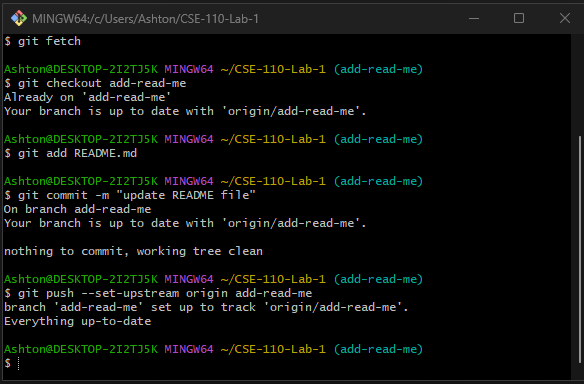 MINGW64:/c/Users/Ashton/CSE-110-Lab-1
$ git fetch
Ashton@DESKTOP-2I2TJ5K MINGW64 ~/CSE-110-Lab-1 (add-read-me)
$ git checkout add-read-me
Already on 'add-read-me'
Your branch is up to date with 'origin/add-read-me'.
Ashton@DESKTOP-2I2TJ5K MINGW64 ~/CSE-110-Lab-1 (add-read-me)
$ git add README.md
Ashton@DESKTOP-2I2TJ5K MINGW64 ~/CSE-110-Lab-1 (add-read-me)
$ git commit -m "update README file"
On branch add-read-me
Your branch is up to date with 'origin/add-read-me'.
nothing to commit, working tree clean
Ashton@DESKTOP-2I2TJ5K MINGW64 ~/CSE-110-Lab-1 (add-read-me)
$ git push --set-upstream origin add-read-me
branch 'add-read-me' set up to track 'origin/add-read-me'.
Everything up-to-date
Ashton@DESKTOP-2I2TJ5K MINGW64 ~/CSE-110-Lab-1 (add-read-me)
$